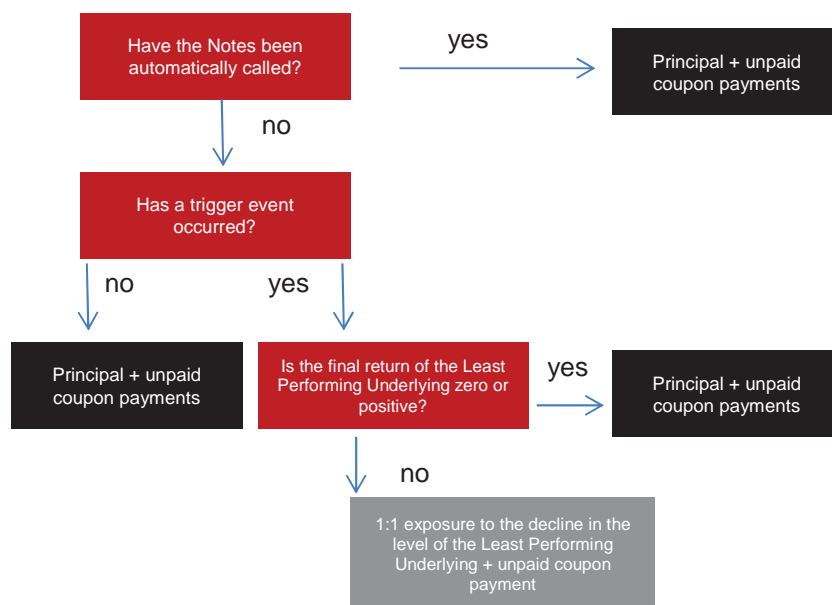 Have the Notes been
automatically called?
yes
Principal + unpaid
coupon payments
no
Has a trigger event
occurred?
no
yes
Principal + unpaid
coupon payments
Is the final return of the Least
Performing Underlying zero or
positive?
yes
Principal + unpaid
coupon payments
no
1:1 exposure to the decline in the
level of the Least Performing
Underlying + unpaid coupon
payment